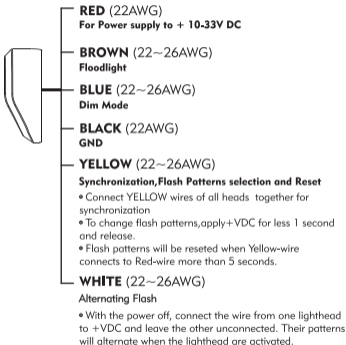 RED (22AWG)
For Power supply to + 10-33V DC
BROWN (22~26AWG)
Floodlight
BLUE (22~26AWG)
Dim Mode
BLACK (22AWG)
GND
YELLOW (22~26AWG)
Synchronization,Flash Patterns selection and Reset
• Connect YELLOW wires of all heads together for
synchronization
• To change flash patterns,apply+VDC for less 1 second
and release.
• Flash patterns will be reseted when Yellow-wire
connects to Red-wire more than 5 seconds.
WHITE (22~26AWG)
Alternating Flash
• With the power off, connect the wire from one lighthead
to +VDC and leave the other unconnected. Their patterns
will alternate when the lighthead are activated.